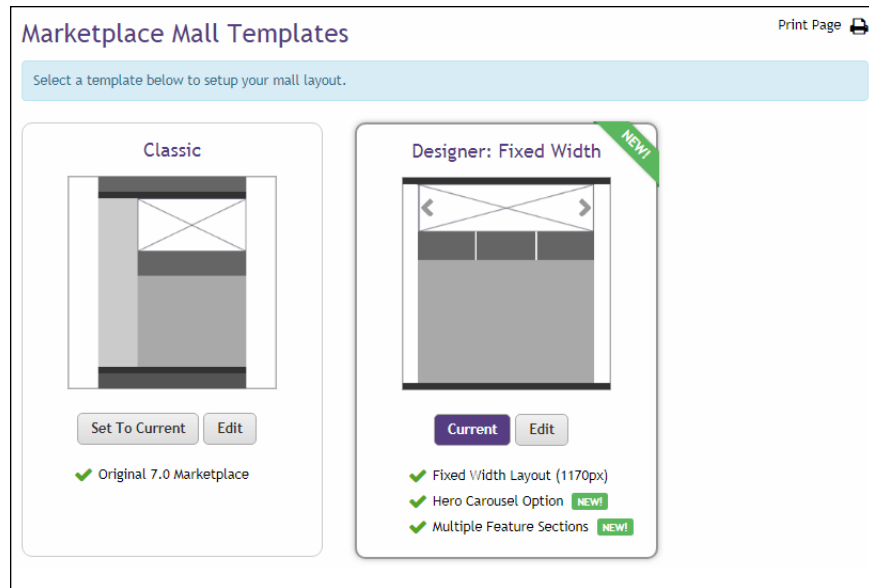 Marketplace Mall Templates
Print Page
Select a template below to setup your mall layout.
Classic
Set To Current Edit
Original 7.0 Marketplace
NEW!
Designer: Fixed Width
Current Edit
Fixed Width Layout (1170px)
Hero Carousel Option NEW!
Multiple Feature Sections NEW!